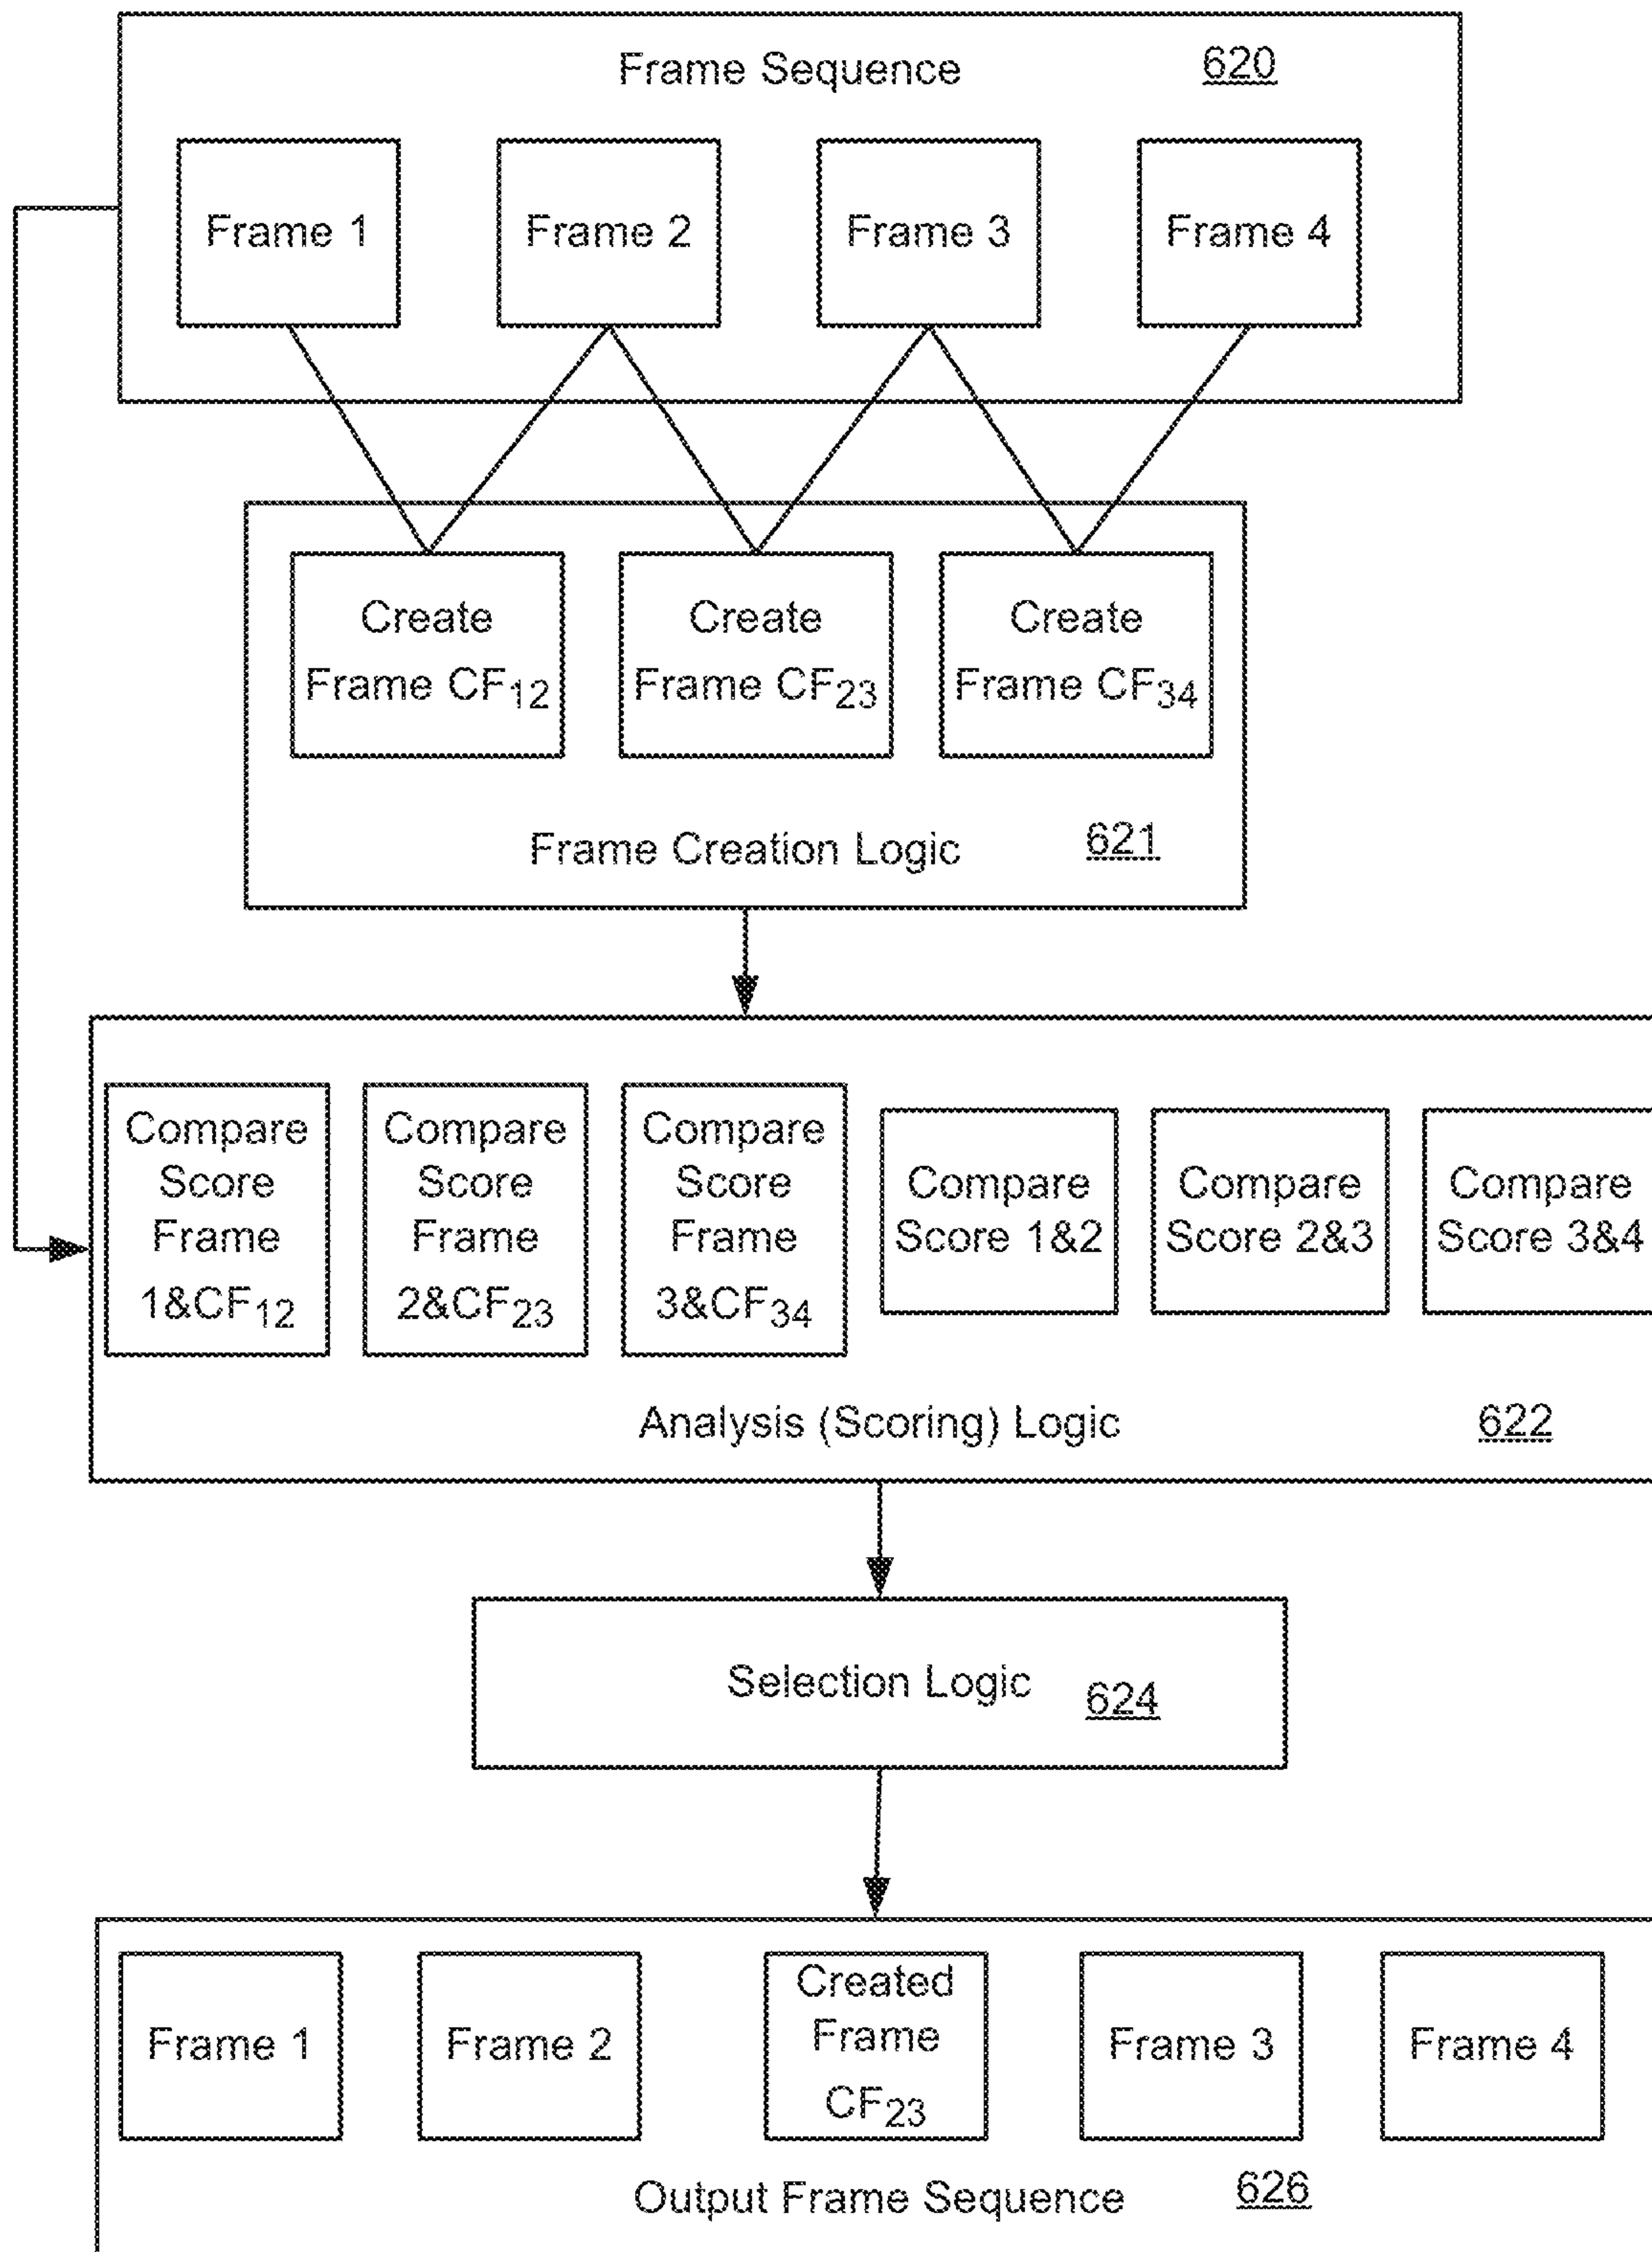 Frame Sequence 620
Frame 1
Frame 2
Frame 3
Frame 4
Create
Frame CF12
Create
Frame CF23
Create
Frame CF34
Frame Creation Logic 621
Compare
Score
Frame
1&CF12
Compare
Score
Frame
2&CF23
Compare
Score
Frame
3&CF34
Compare
Score 1&2
Compare
Score 2&3
Compare
Score 3&4
Analysis (Scoring) Logic 622
Selection Logic 624
Frame 1
Frame 2
Created
Frame
CF23
Frame 3
Frame 4
Output Frame Sequence 626